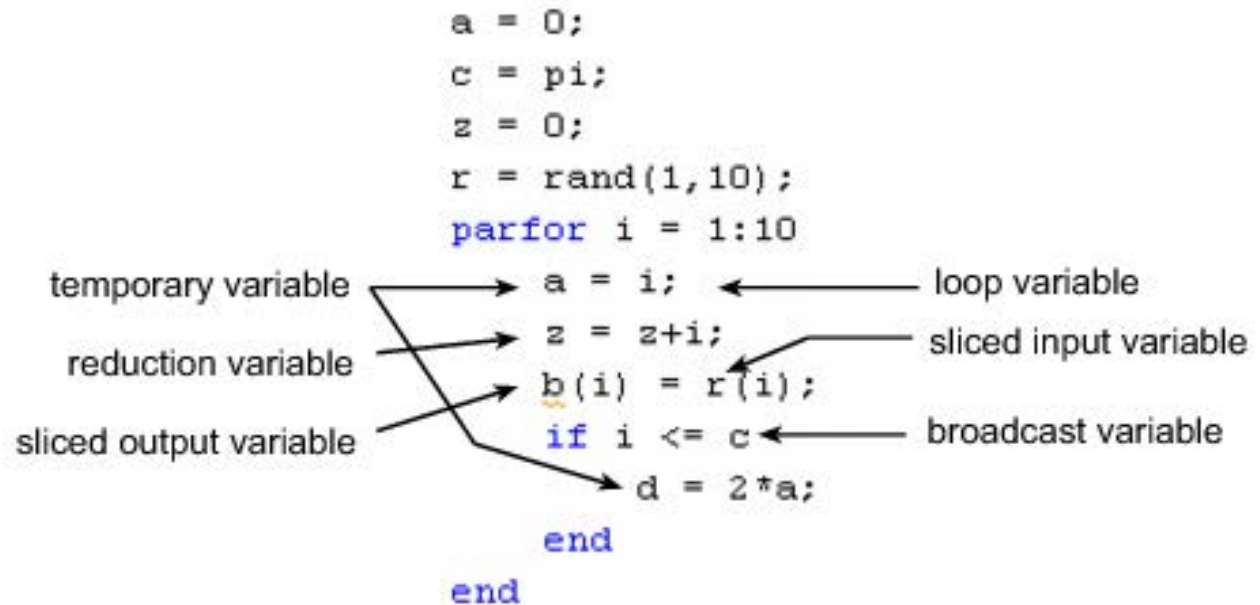 a = 0;
c = pi;
z = 0;
r = rand(1,10);
parfor i = 1:10
temporary variable a = i; loop variable
reduction variable z = z+i; sliced input variable
sliced output variable b(i) = r(i);
if i <= c broadcast variable
d = 2*a;
end
end